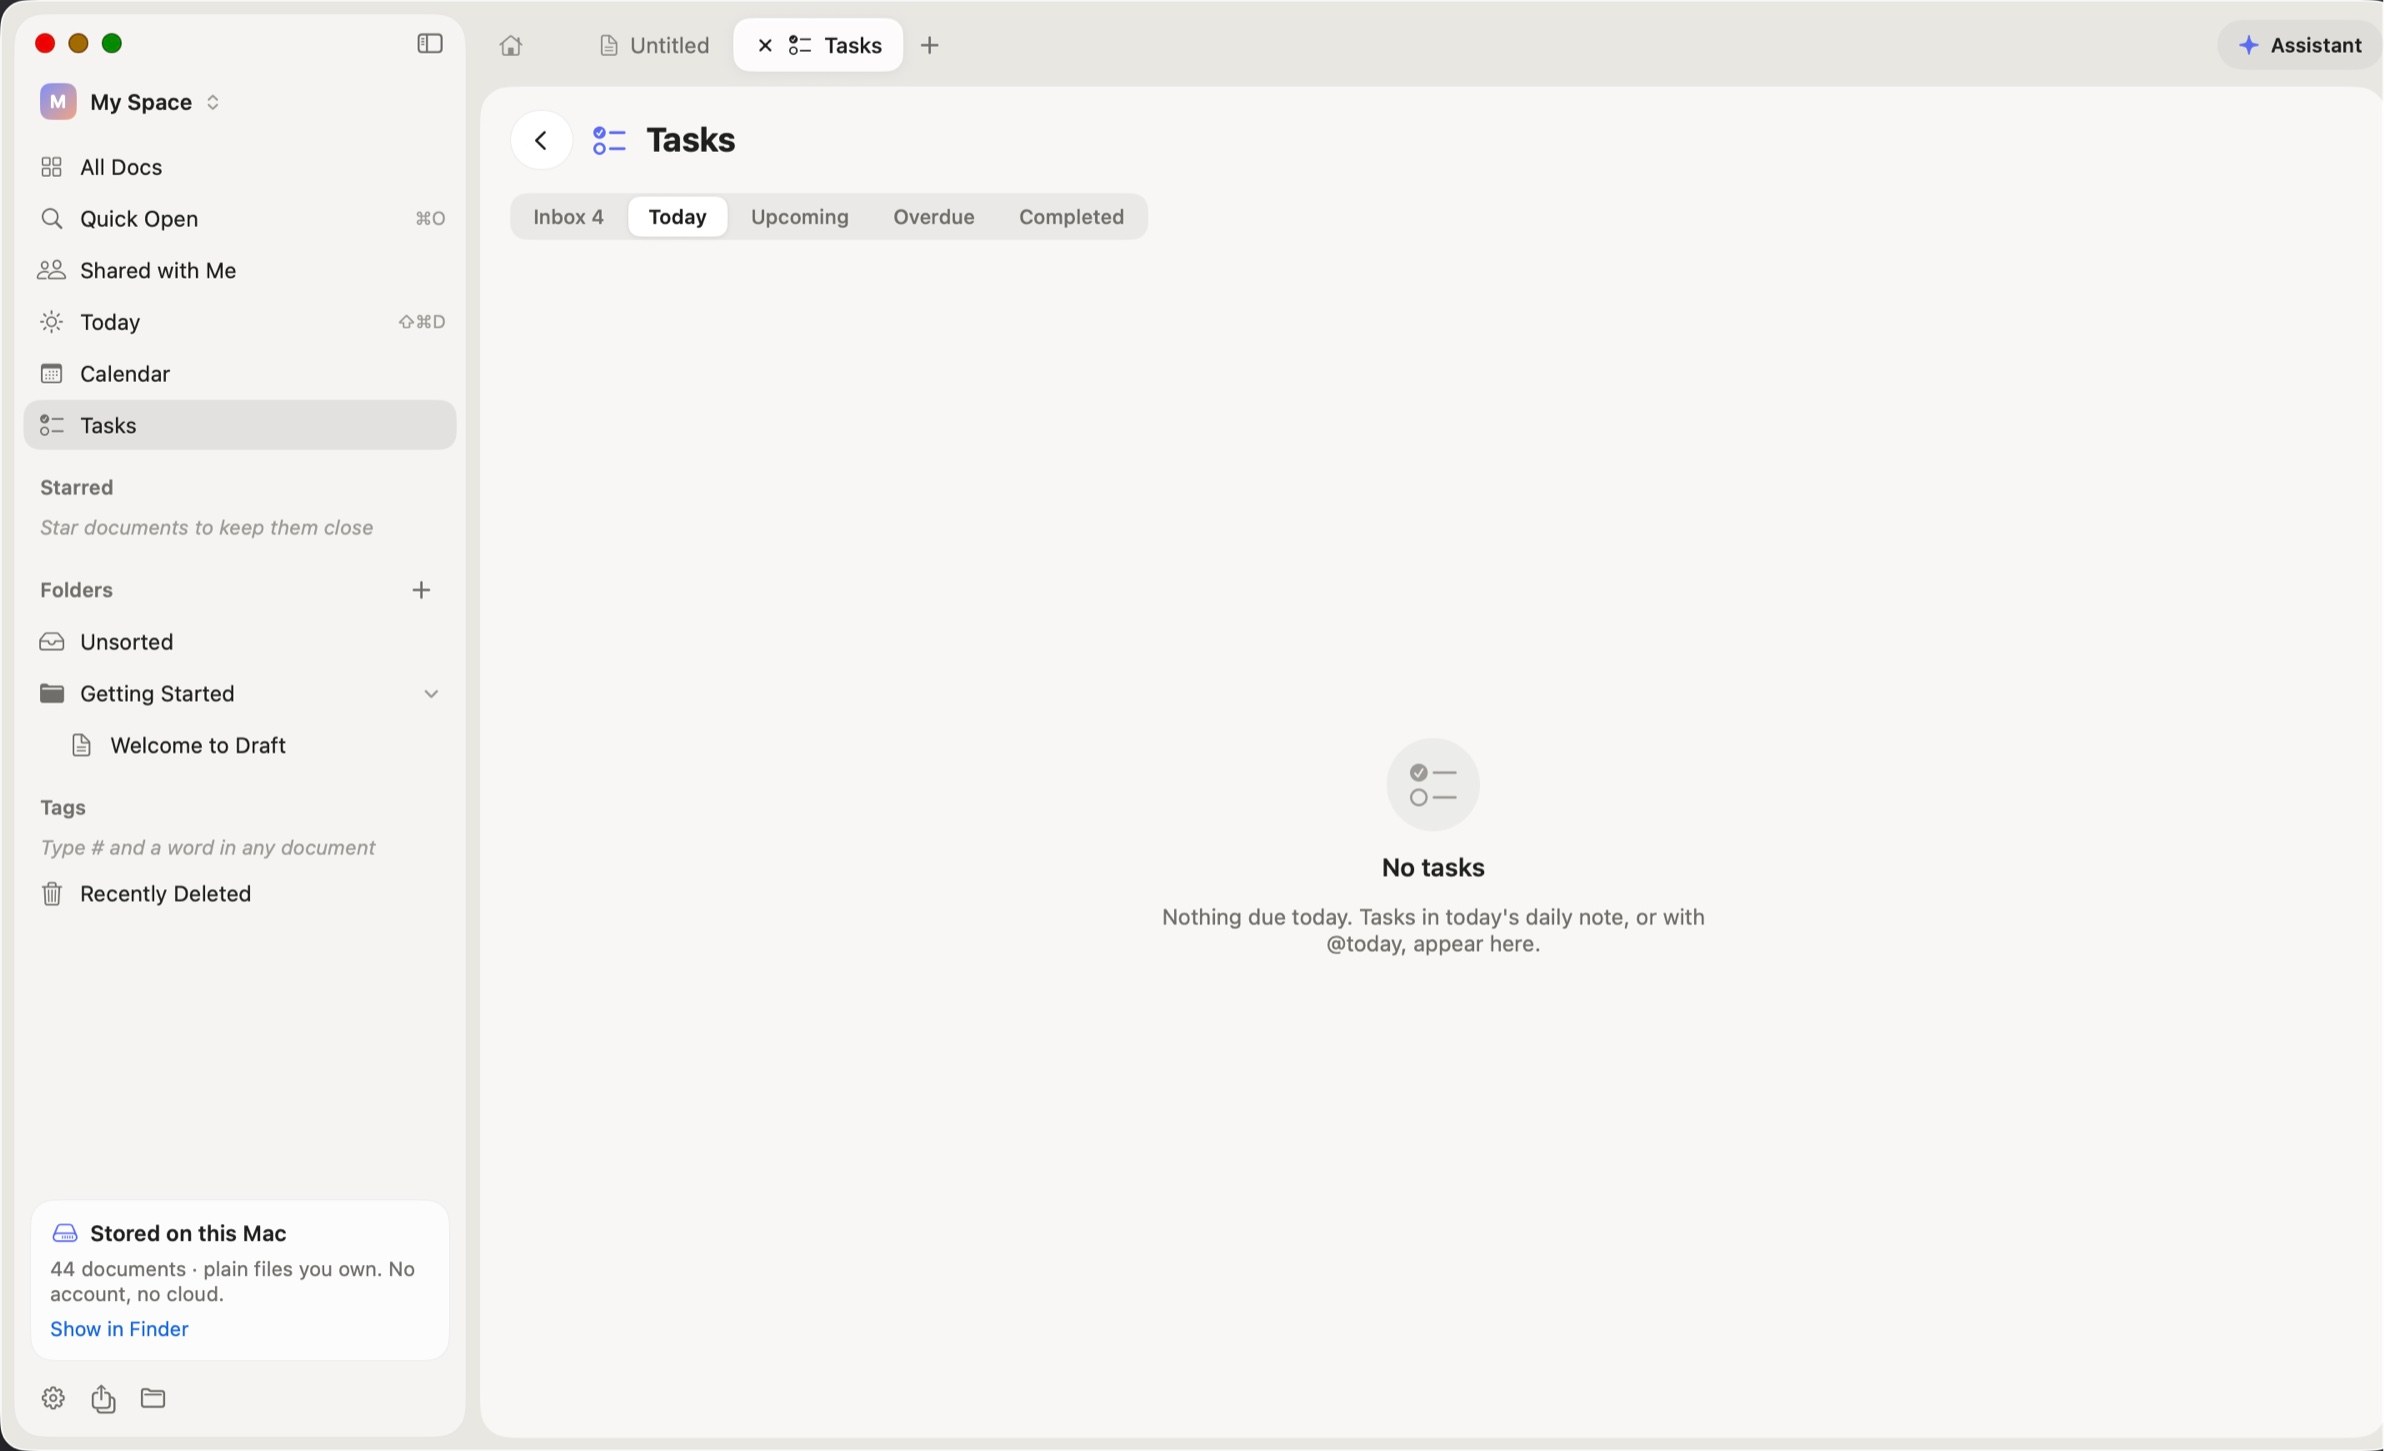 Untitled
Tasks
Assistant
M
My Space
All Docs
Quick Open ⌘O
Shared with Me
Today ⇧⌘D
Calendar
Tasks
Starred
Star documents to keep them close
Folders
Unsorted
Getting Started
Welcome to Draft
Tags
Type # and a word in any document
Recently Deleted
Stored on this Mac
44 documents · plain files you own. No
account, no cloud.
Show in Finder
Tasks
Inbox 4
Today
Upcoming
Overdue
Completed
No tasks
Nothing due today. Tasks in today's daily note, or with
@today, appear here.